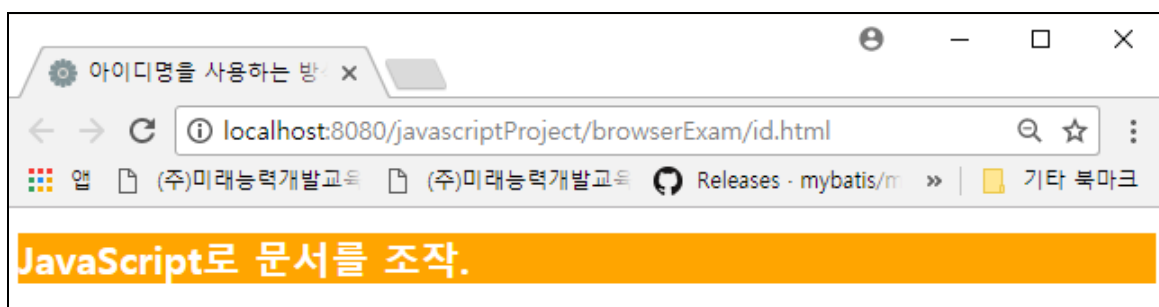 아이디명을 사용하는 방
localhost:8080/javascriptProject/browserExam/id.html
앱 (주)미래능력개발교육 (주)미래능력개발교육 Releases · mybatis/m » 기타 북마크
JavaScript로 문서를 조작.